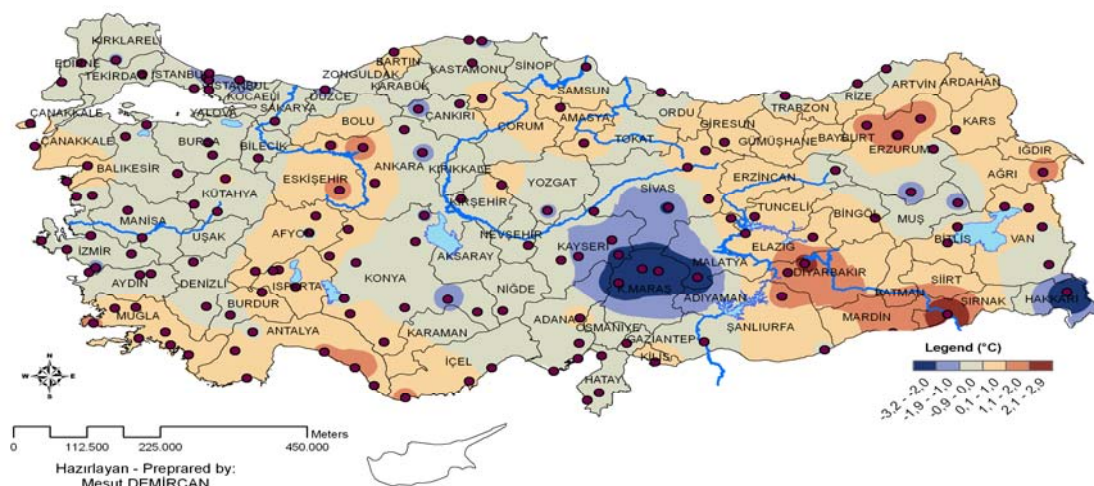 KIRKLARELİ
EDİRNE
TEKİRDAĞ
İSTANBUL
İSTANBUL
KOCAELİ
YALOVA
SAKARYA
DÜZCE
ZONGULDAK
BARTIN
KARABÜK
KASTAMONU
SİNOP
SAMSUN
ORDU
GİRESUN
TRABZON
RİZE
ARTVİN
ARDAHAN
KARS
ÇANAKKALE
ÇANAKKALE
BALIKESİR
BURSA
BİLECİK
BOLU
ÇANKIRI
ÇORUM
AMASYA
TOKAT
GÜMÜŞHANE
BAYBURT
ERZURUM
IĞDIR
AĞRI
KÜTAHYA
ESKİŞEHİR
ANKARA
KIRIKKALE
YOZGAT
SİVAS
ERZİNCAN
TUNCELİ
BİNGÖL
MUŞ
BİTLİS
VAN
MANİSA
İZMİR
UŞAK
AFYON
KIRŞEHİR
NEVŞEHİR
AKSARAY
KAYSERİ
MALATYA
ELAZIĞ
DİYARBAKIR
BATMAN
SİİRT
ŞIRNAK
HAKKARİ
AYDIN
DENİZLİ
ISPARTA
BURDUR
KONYA
NİĞDE
K.MARAŞ
ADIYAMAN
MARDİN
MUĞLA
ANTALYA
KARAMAN
İÇEL
ADANA
OSMANİYE
GAZİANTEP
KİLİS
ŞANLIURFA
HATAY
N
W
E
S
Legend (°C)
-3,2 - -2,0
-1,9 - -1,0
-0,9 - 0,0
0,1 - 1,0
1,1 - 2,0
2,1 - 2,9
Meters
0 112.500 225.000 450.000
Hazırlayan - Preprared by:
Mesut DEMİRCAN